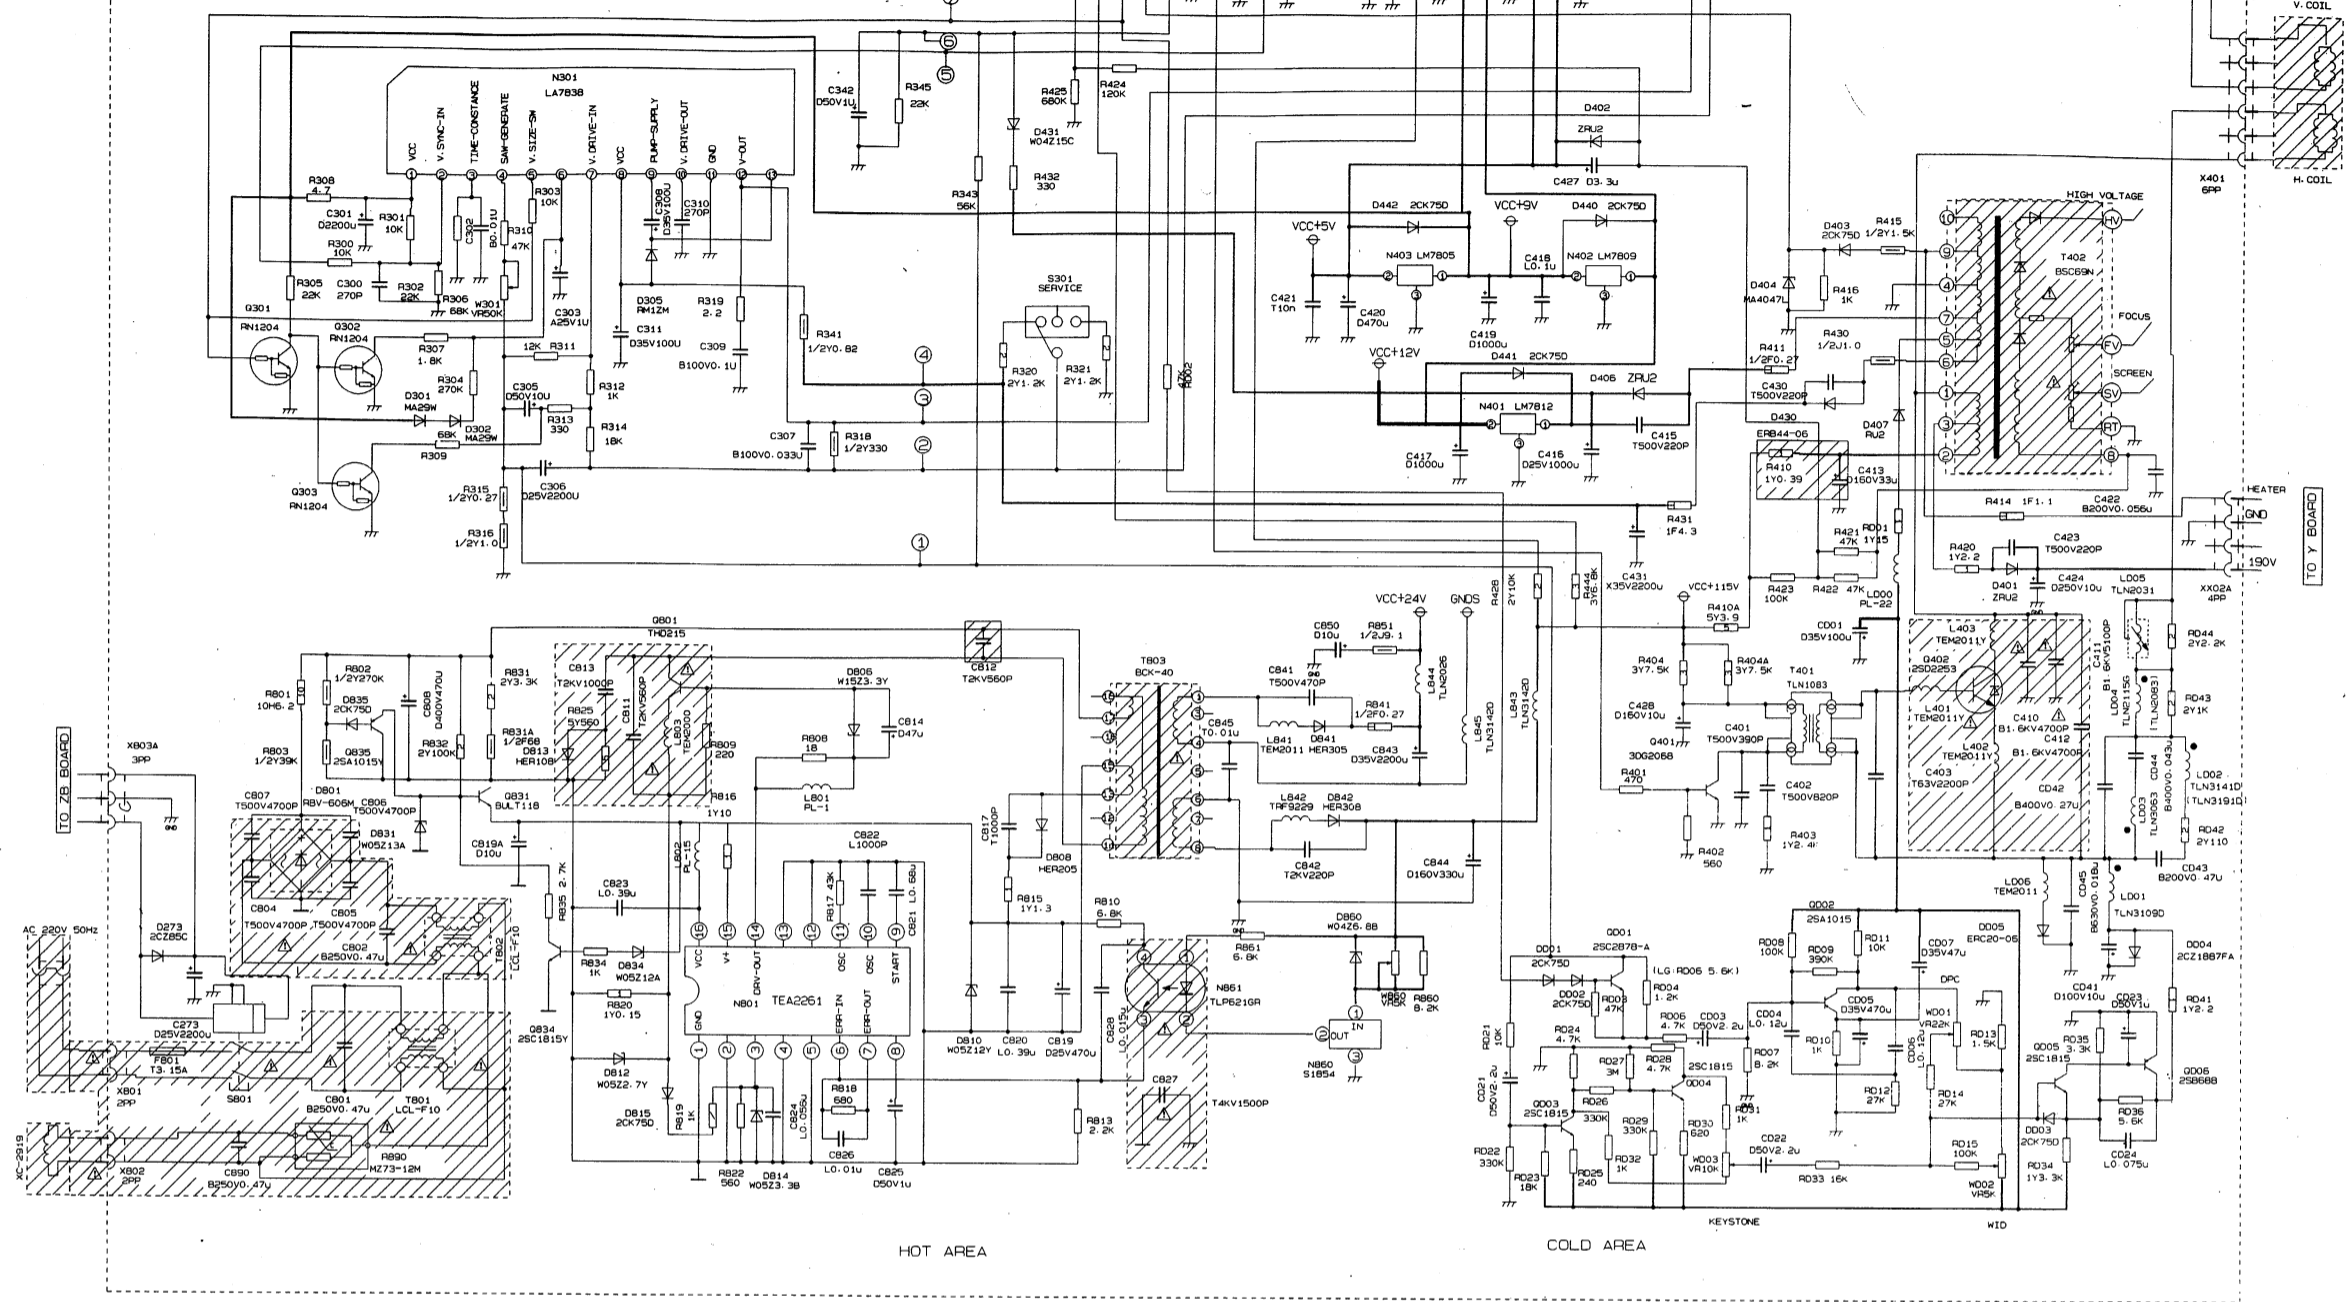 V.COIL
H.COIL
X401
6PP
N301
LA7838
VCC
V.SYNC-IN
TIME-CONSTANCE
SAW-GENERATE
V.SIZE-SW
V.DRIVE-IN
VCC
PUMP-SUPPLY
V.DRIVE-OUT
GND
V-OUT
R308
4.7
C301
D2200u
R301
10K
R300
10K
C300
270P
R302
22K
R305
22K
R306
68K
W301
VR50K
C302
B0.01U
R310
47K
R303
10K
C303
A25V1U
C308
D35V100U
C310
270P
D305
RM1ZM
C311
D35V100U
R319
2.2
C309
B100V0.1U
Q301
RN1204
Q302
RN1204
Q303
RN1204
R307
1.8K
12K R311
R304
270K
C305
D50V10U
D301
MA29W
D302
MA29W
68K
R309
R313
330
R312
1K
R314
18K
C306
D25V2200U
R315
1/2Y0.27
R316
1/2Y1.0
C307
B100V0.033U
R318
1/2Y330
R341
1/2Y0.82
C342
D50V1U
R345
22K
R343
56K
D431
W04Z15C
R432
330
S301
SERVICE
R320
2Y1.2K
R321
2Y1.2K
R425
680K
R424
120K
D402
ZRU2
C427 D3.3u
D442 2CK75D
D440 2CK75D
VCC+5V
VCC+9V
VCC+12V
N403 LM7805
N402 LM7809
C418
L0.1u
C421
T10n
C420
D470u
C419
D1000u
D441 2CK75D
D406 ZRU2
N401 LM7812
C417
D1000u
C416
D25V1000u
C415
T500V220P
R431
1F4.3
C431
X35V2200u
D403
2CK75D
R415
1/2Y1.5K
D404
MA4047L
R416
1K
R430
1/2J1.0
R411
1/2F0.27
C430
T500V220P
D430
ERB44-06
R410
1Y0.39
C413
D160V33u
D407
RU2
HIGH VOLTAGE
T402
BSC69N
HV
FOCUS
FV
SCREEN
SV
RT
R414 1F1.1
C422
B200V0.056u
HEATER
GND
190V
TO Y BOARD
XX02A
4PP
R421
47K
RD01
1Y15
R423
100K
R422 47K
LD00
PL-22
R420
1Y2.2
C423
T500V220P
D401
ZRU2
C424
D250V10u
LD05
TLN2031
VCC+115V
R410A
5Y3.9
CD01
D35V100u
R404
3Y7.5K
R404A
3Y7.5K
T401
TLN1083
C428
D160V10u
Q401
3DG2068
C401
T500V390P
C402
T500V820P
R401
470
R402
560
R403
L403
TEM2011Y
Q402
2SD2253
L401
TEM2011Y
L402
TEM2011Y
C403
T63V2200P
C410
B1.6KV4700P
C412
B1.6KV4700P
CD42
B400V0.27u
C411
B1.6KV5100P
LD04
TLN2115G
(TLN2083)
RD44
2Y2.2K
RD43
2Y1K
CD44
B400V0.043u
LD03
TLN3063
LD02
TLN3141D
(TLN3191D)
RD42
2Y110
CD43
B200V0.47u
LD06
TEM2011
CD45
B630V0.018u
LD01
TLN3109D
DD05
ERC20-06
DD04
2CZ1887FA
CD41
D100V10u
CD23
D50V1u
RD41
1Y2.2
RD35
3.3K
QD05
2SC1815
QD06
2SB688
RD36
5.6K
CD24
L0.075u
DD03
2CK75D
RD34
1Y3.3K
WD02
VR5K
RD15
100K
RD33 16K
CD22
D50V2.2u
WD03
VR10K
RD31
1K
RD30
620
RD29
330K
RD32
1K
RD25
240
RD23
18K
RD22
330K
QD03
2SC1815
RD26
330K
RD27
3M
RD28
4.7K
2SC1815
QD04
RD24
4.7K
CD21
D50V2.2u
RD21
10K
DD01
2CK75D
DD02
2CK75D
QD01
2SC2878-A
(LG:RD06 5.6K)
RD03
47K
RD04
1.2K
RD06
4.7K
CD03
D50V2.2u
CD04
L0.12u
RD07
8.2K
RD08
100K
QD02
2SA1015
RD09
390K
RD11
10K
CD07
D35V47u
DPC
CD05
D35V470u
RD10
1K
CD06
L0.12u
RD12
27K
WD01
VR22K
RD13
1.5K
RD14
27K
KEYSTONE
WID
VCC+24V
GNDS
C850
D10u
R851
1/2J9.1
L844
TLN2026
L845
TLN3142D
L843
TLN3142D
R428
2Y10K
R444
3Y6.8K
T803
BCK-40
C841
T500V470P
C845
T0.01u
L841
TEM2011
D841
HER305
R841
1/2F0.27
C843
D35V2200u
L842
TRF9229
D842
HER308
C842
T2KV220P
C844
D160V330u
R861
6.8K
D860
W04Z6.8B
R860
8.2K
N861
TLP621GR
IN
OUT
N860
S1854
C827
T4KV1500P
C812
T2KV560P
Q801
THD215
C813
T2KV1000P
R825
5Y560
C811
T2KV560P
L803
TEM2000
R809
220
D813
HER108
D806
W15Z3.3Y
C814
D47u
R808
18
L801
PL-1
R816
1Y10
L802
PL-15
C822
L1000P
C817
T1000P
D808
HER205
R815
1Y1.3
R810
6.8K
R817 43K
C821 L0.68u
C823
L0.39u
VCC
V+
DRV-OUT
OSC
OSC
START
N801
TEA2261
GND
ERR-IN
ERR-OUT
D810
W05Z12Y
C820
L0.39u
C819
D25V470u
C828
L0.015u
R813
2.2K
R818
680
C826
L0.01u
C825
D50V1u
C824
L0.056u
D814
W05Z3.3B
R822
560
R819
1K
D815
2CK75D
D812
W05Z2.7Y
R820
1Y0.15
R834
1K
D834
W05Z12A
Q834
2SC1815Y
R835 2.7K
C819A
D10u
Q831
BULT118
D831
W05Z13A
R832
2Y100K
R831
2Y3.3K
R831A
1/2F68
C808
D400V470u
R802
1/2Y270K
D835
2CK75D
Q835
2SA1015Y
R801
10H6.2
R803
1/2Y39K
X803A
3PP
TO ZB BOARD
C807
T500V4700P
D801
RBV-606M
C806
T500V4700P
C804
T500V4700P
C805
T500V4700P
C802
B250V0.47u
T802
LCL-F10
D273
2CZ85C
C273
D25V2200u
AC 220V 50Hz
F801
T3.15A
X801
2PP
S801
C801
B250V0.47u
T801
LCL-F10
XC-2919
X802
2PP
C890
B250V0.47u
R890
MZ73-12M
HOT AREA
COLD AREA